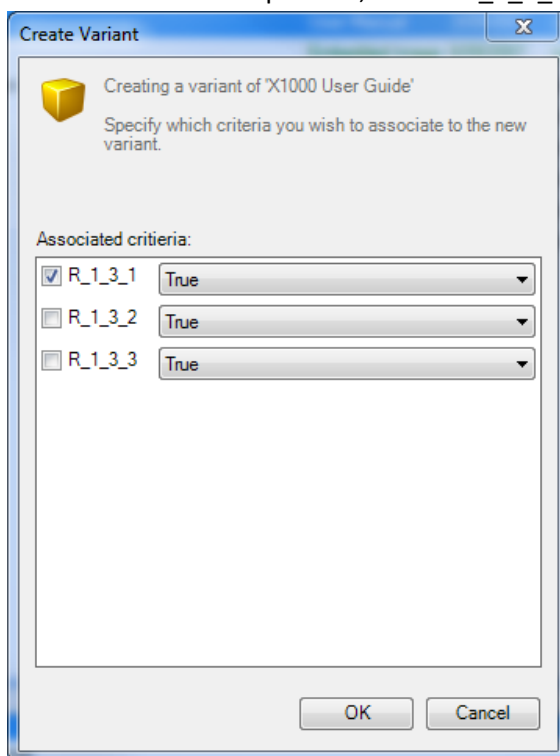 Create Variant
Creating a variant of 'X1000 User Guide'
Specify which criteria you wish to associate to the new
variant.
Associated critieria:
R_1_3_1 True
R_1_3_2 True
R_1_3_3 True
OK Cancel